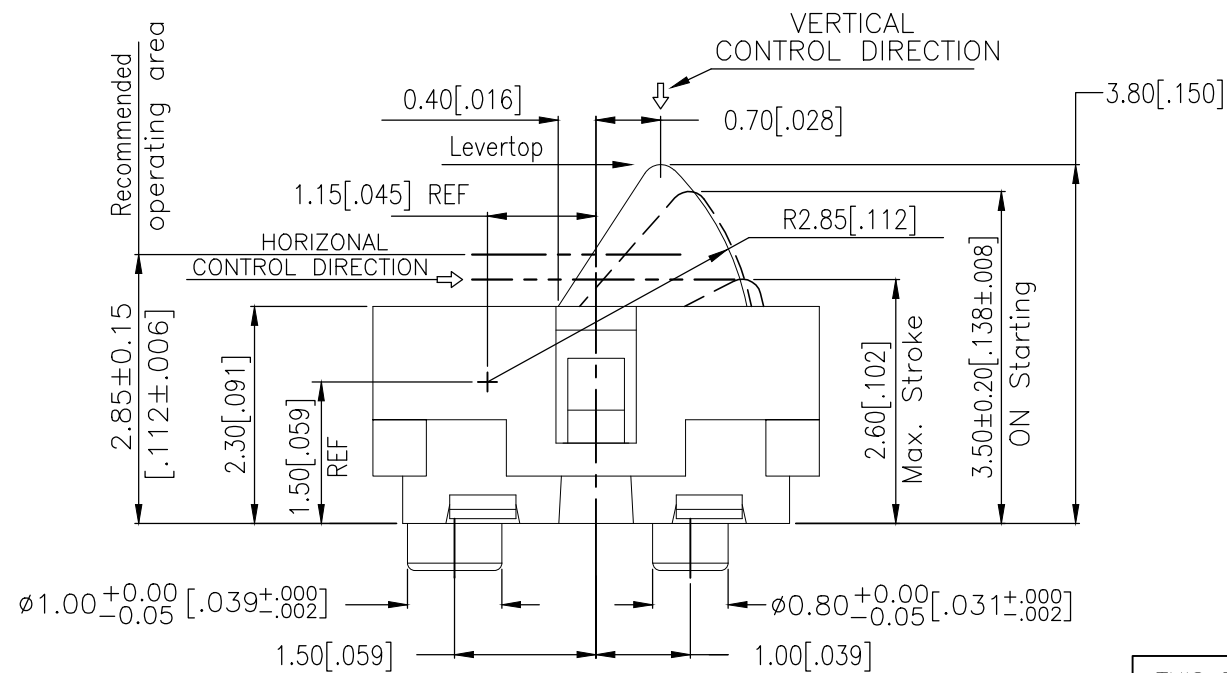 VERTICAL
CONTROL DIRECTION
Recommended
operating area
0.40[.016]
0.70[.028]
3.80[.150]
Levertop
1.15[.045] REF
R2.85[.112]
HORIZONAL
CONTROL DIRECTION
2.85±0.15
[.112±.006]
2.30[.091]
1.50[.059]
REF
2.60[.102]
Max. Stroke
3.50±0.20[.138±.008]
ON Starting
ø1.00+0.00-0.05[.039+.000-.002]
ø0.80+0.00-0.05[.031+.000-.002]
1.50[.059]
1.00[.039]